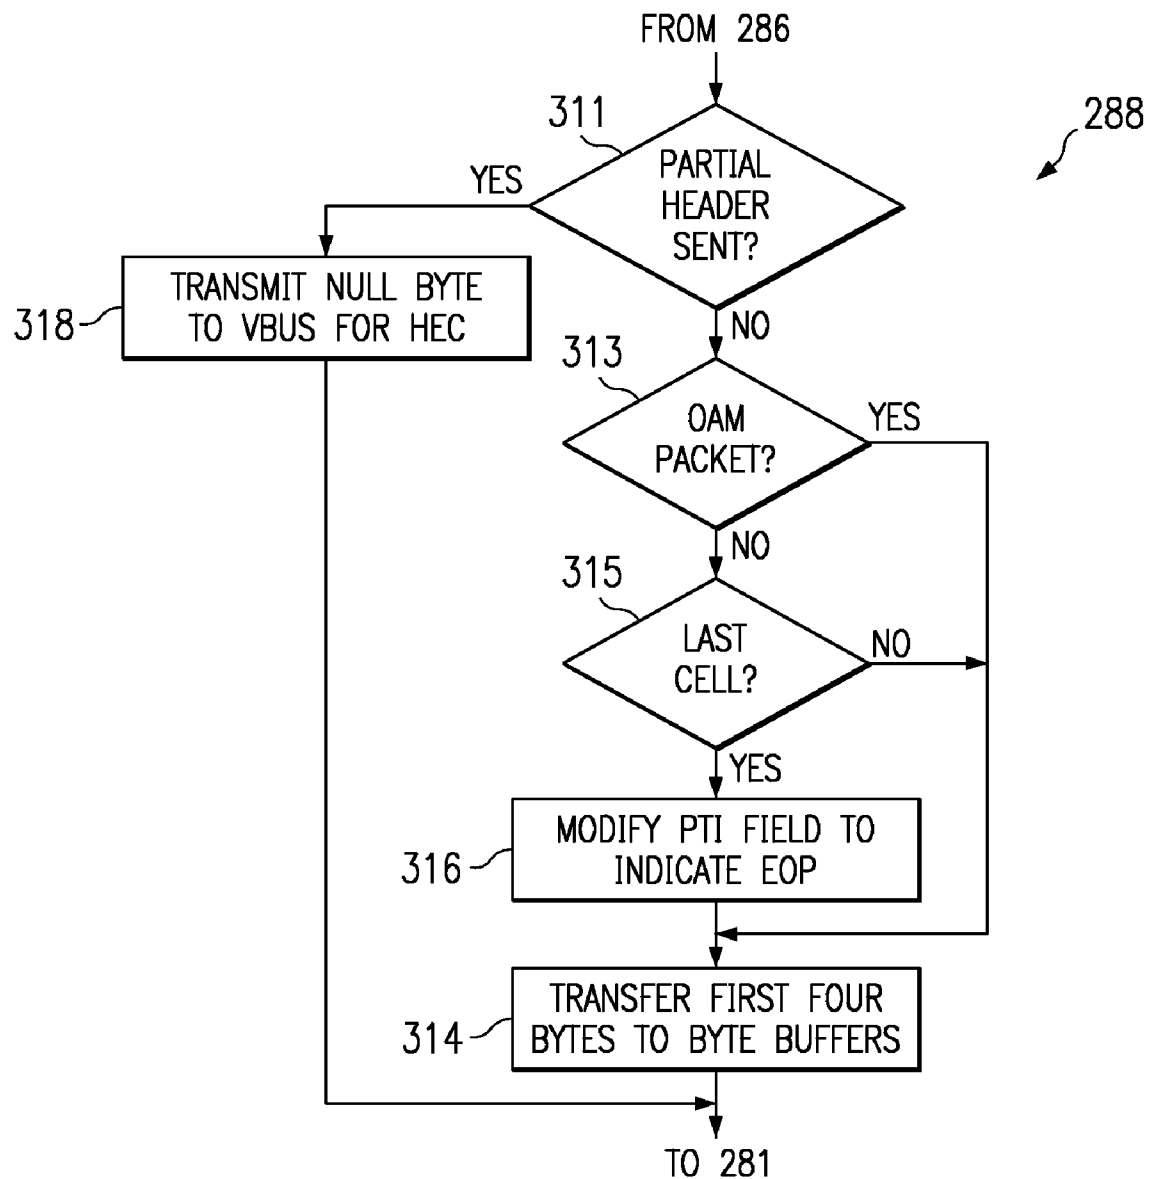 FROM 286
311
288
YES
PARTIAL
HEADER
SENT?
TRANSMIT NULL BYTE
TO VBUS FOR HEC
318
NO
313
OAM
PACKET?
YES
NO
315
LAST
CELL?
NO
YES
MODIFY PTI FIELD TO
INDICATE EOP
316
TRANSFER FIRST FOUR
BYTES TO BYTE BUFFERS
314
TO 281